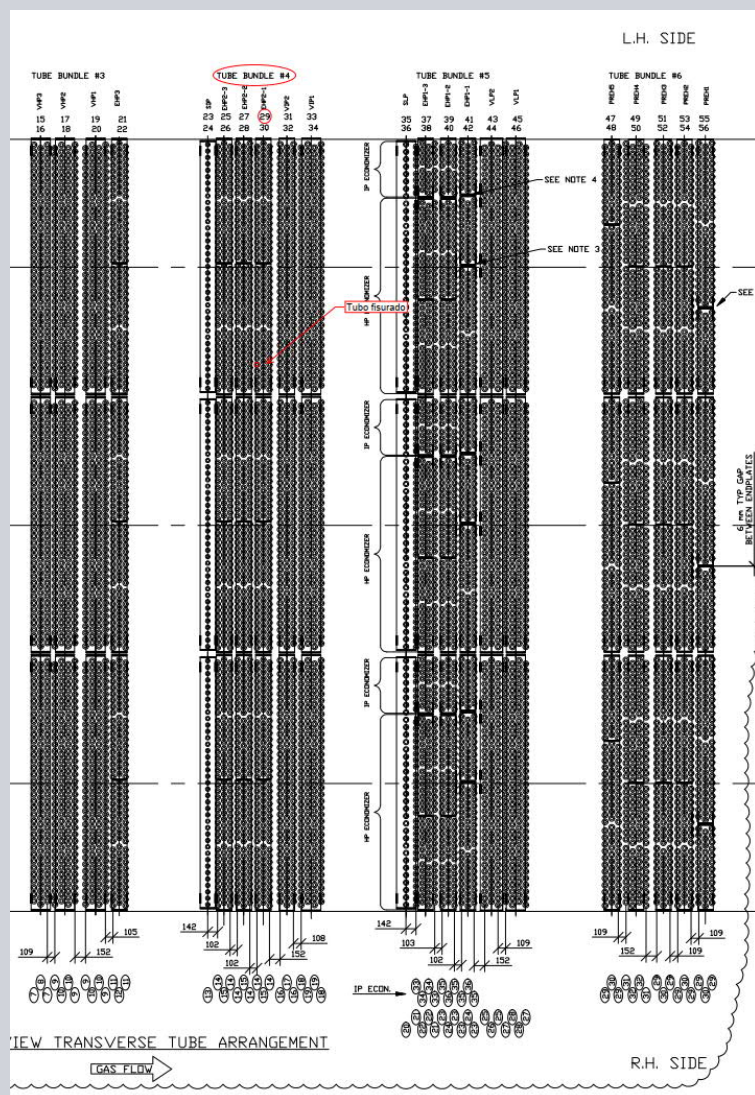 L.H. SIDE
TUBE BUNDLE #3
TUBE BUNDLE #4
TUBE BUNDLE #5
TUBE BUNDLE #6
VHP3
VHP2
VHP1
EHP3
SIP
EHP2-3
EHP2-2
EHP2-1
VIP2
VIP1
SLP
EHP1-3
EHP1-2
EHP1-1
VLP2
VLP1
PREH5
PREH4
PREH3
PREH2
PREH1
15 17 19 21 23 25 27 29 31 33 35 37 39 41 43 45 47 49 51 53 55
16 18 20 22 24 26 28 30 32 34 36 38 40 42 44 46 48 50 52 54 56
IP ECONOMIZER
SEE NOTE 4
SEE NOTE 3
HP ECONOMIZER
SEE
Tubo fisurado
IP ECONOMIZER
HP ECONOMIZER
6 mm TYP GAP
BETWEEN ENDPLATES
IP ECONOMIZER
HP ECONOMIZER
109
152
105
142
102
102
152
108
142
103
102
152
109
109
152
109
109
IP ECON.
VIEW TRANSVERSE TUBE ARRANGEMENT
GAS FLOW
R.H. SIDE